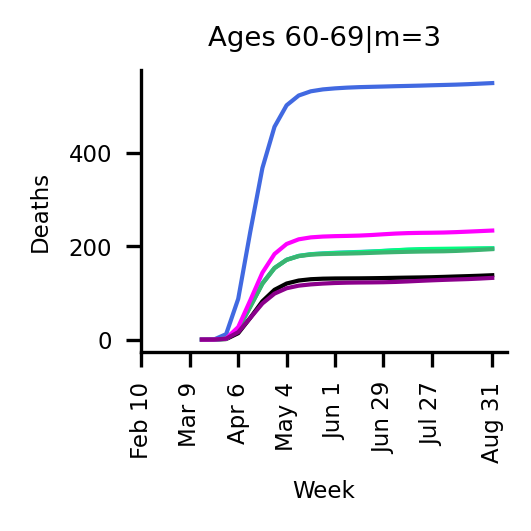 Ages 60-69|m=3
Deaths
400
200
0
Feb 10
Mar 9
Apr 6
May 4
Jun 1
Jun 29
Jul 27
Aug 31
Week